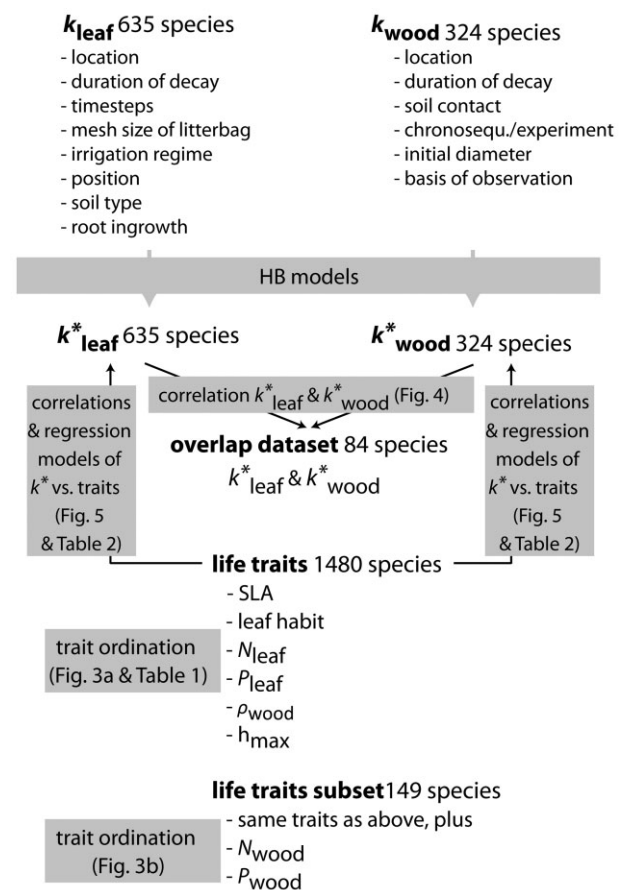 kleaf 635 species
- location
- duration of decay
- timesteps
- mesh size of litterbag
- irrigation regime
- position
- soil type
- root ingrowth
kwood 324 species
- location
- duration of decay
- soil contact
- chronosequ./experiment
- initial diameter
- basis of observation
HB models
k*leaf 635 species
k*wood 324 species
correlation k*leaf & k*wood (Fig. 4)
correlations
& regression
models of
k* vs. traits
(Fig. 5
& Table 2)
overlap dataset 84 species
k*leaf & k*wood
correlations
& regression
models of
k* vs. traits
(Fig. 5
& Table 2)
life traits 1480 species
- SLA
- leaf habit
- Nleaf
- Pleaf
- ρwood
- hmax
trait ordination
(Fig. 3a & Table 1)
life traits subset149 species
- same traits as above, plus
- Nwood
- Pwood
trait ordination
(Fig. 3b)